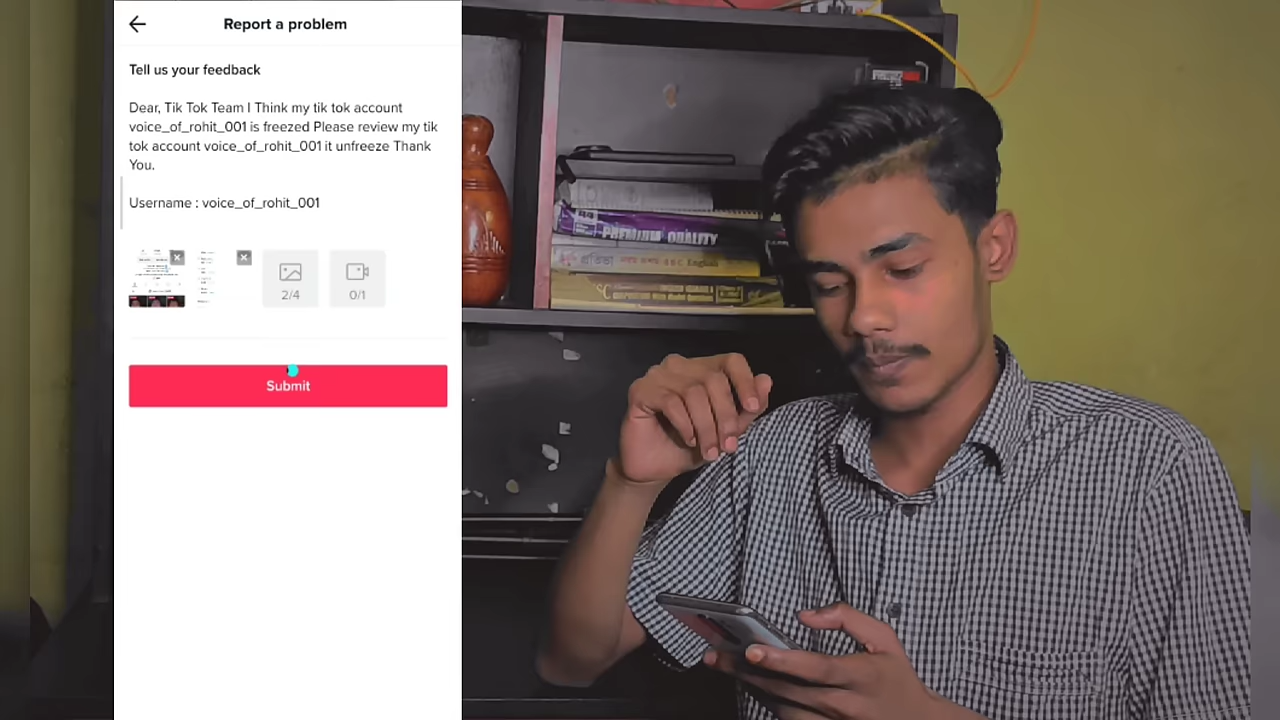 Report a problem
Tell us your feedback
Dear, Tik Tok Team I Think my tik tok account
voice_of_rohit_001 is freezed Please review my tik
tok account voice_of_rohit_001 it unfreeze Thank
You.
Username : voice_of_rohit_001
2/4
0/1
Submit
PREMIUM QUALITY
English